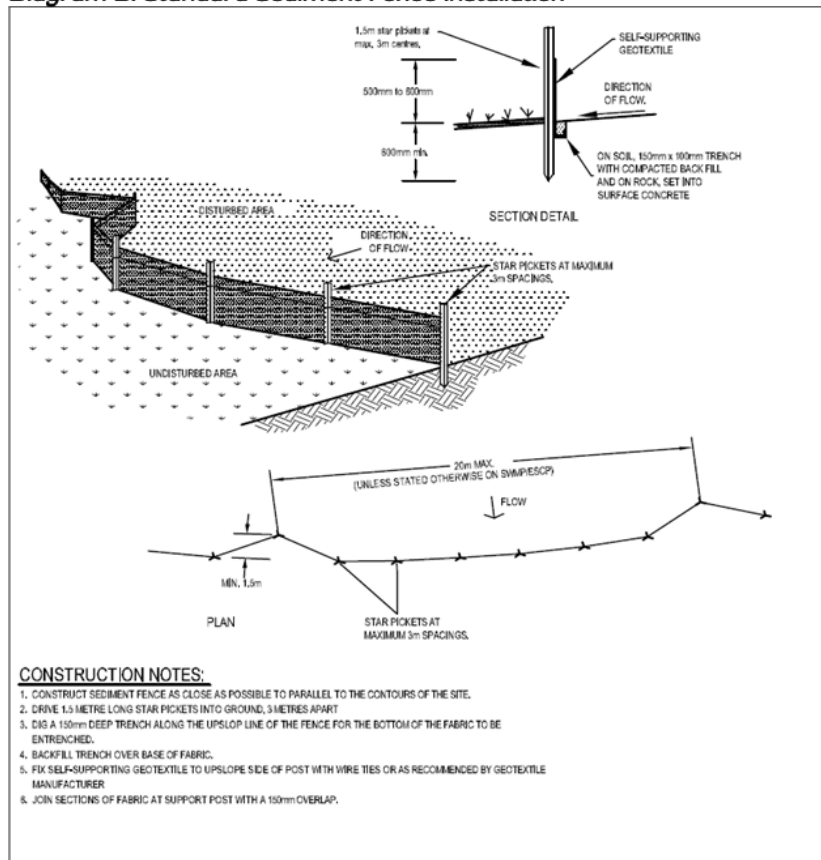 Diagram 2: Standard Sediment Fence Installation
1.5m star pickets at
max. 3m centres.
SELF-SUPPORTING
GEOTEXTILE
500mm to 600mm
DIRECTION
OF FLOW.
600mm min.
ON SOIL, 150mm x 100mm TRENCH
WITH COMPACTED BACK FILL
AND ON ROCK, SET INTO
SURFACE CONCRETE
SECTION DETAIL
DISTURBED AREA
DIRECTION
OF FLOW
STAR PICKETS AT MAXIMUM
3m SPACINGS.
UNDISTURBED AREA
20m MAX.
(UNLESS STATED OTHERWISE ON SWMP/ESCP)
FLOW
MIN. 1.5m
PLAN
STAR PICKETS AT
MAXIMUM 3m SPACINGS.
CONSTRUCTION NOTES:
1. CONSTRUCT SEDIMENT FENCE AS CLOSE AS POSSIBLE TO PARALLEL TO THE CONTOURS OF THE SITE.
2. DRIVE 1.5 METRE LONG STAR PICKETS INTO GROUND, 3 METRES APART
3. DIG A 150mm DEEP TRENCH ALONG THE UPSLOP LINE OF THE FENCE FOR THE BOTTOM OF THE FABRIC TO BE
ENTRENCHED.
4. BACKFILL TRENCH OVER BASE OF FABRIC.
5. FIX SELF-SUPPORTING GEOTEXTILE TO UPSLOPE SIDE OF POST WITH WIRE TIES OR AS RECOMMENDED BY GEOTEXTILE
MANUFACTURER
6. JOIN SECTIONS OF FABRIC AT SUPPORT POST WITH A 150mm OVERLAP.